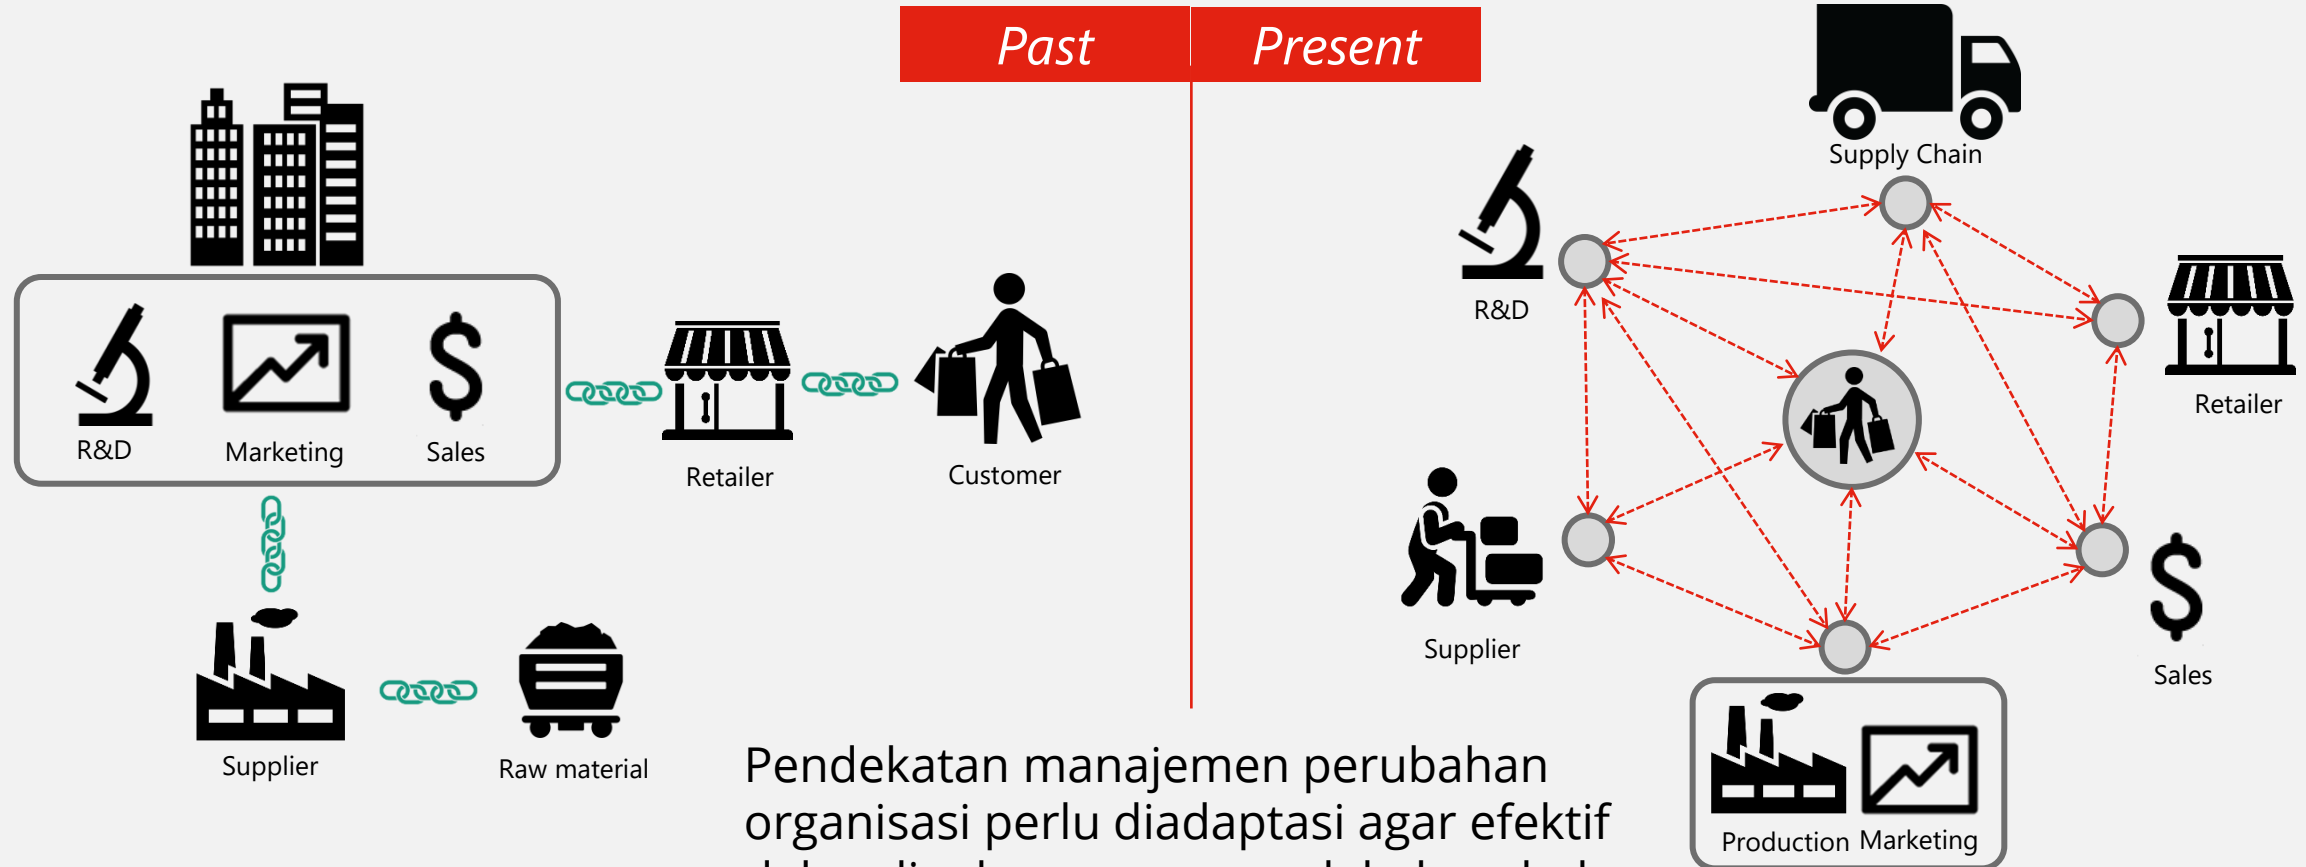 Past
Present
Supply Chain
R&D
Retailer
R&D
Marketing
Sales
Retailer
Customer
Supplier
Sales
Supplier
Raw material
Pendekatan manajemen perubahan
organisasi perlu diadaptasi agar efektif
Production Marketing